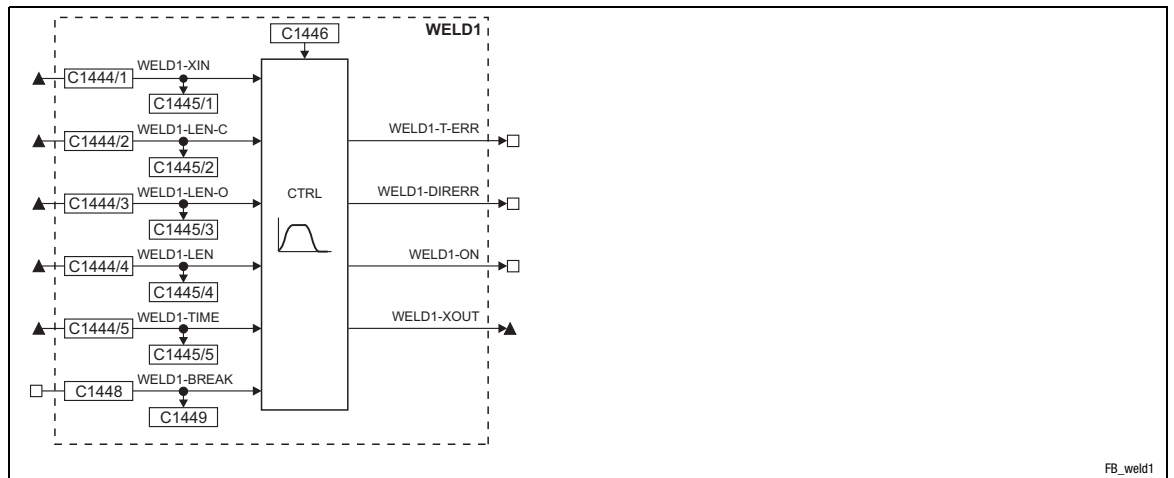 WELD1
C1446
C1444/1 WELD1-XIN
C1445/1
C1444/2 WELD1-LEN-C
C1445/2
WELD1-T-ERR
C1444/3 WELD1-LEN-O
C1445/3
CTRL
WELD1-DIRERR
C1444/4 WELD1-LEN
C1445/4
WELD1-ON
C1444/5 WELD1-TIME
C1445/5
WELD1-XOUT
C1448 WELD1-BREAK
C1449
FB_weld1